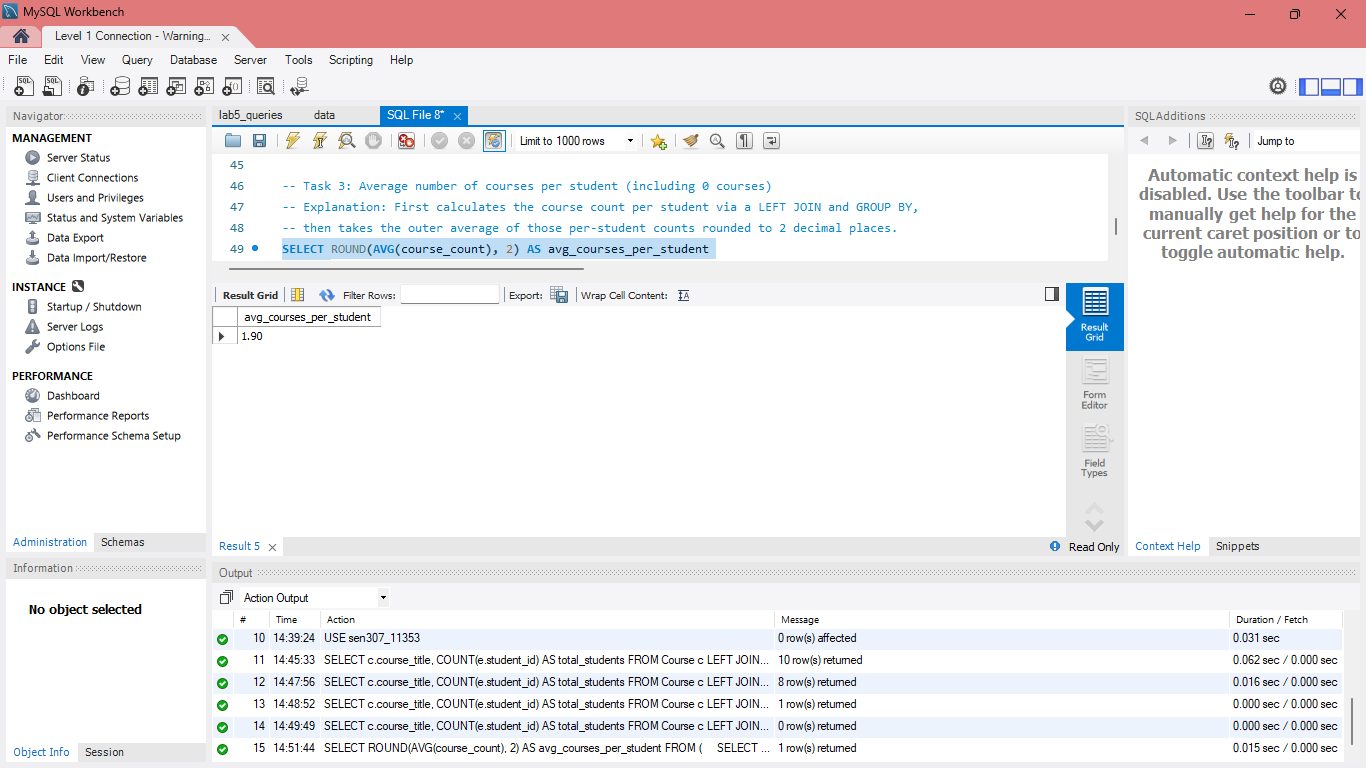 MySQL Workbench
Level 1 Connection - Warning...
File Edit View Query Database Server Tools Scripting Help
Navigator
MANAGEMENT
Server Status
Client Connections
Users and Privileges
Status and System Variables
Data Export
Data Import/Restore
INSTANCE
Startup / Shutdown
Server Logs
Options File
PERFORMANCE
Dashboard
Performance Reports
Performance Schema Setup
Administration Schemas
Information
No object selected
Object Info Session
lab5_queries data SQL File 8*
Limit to 1000 rows
45
46 -- Task 3: Average number of courses per student (including 0 courses)
47 -- Explanation: First calculates the course count per student via a LEFT JOIN and GROUP BY,
48 -- then takes the outer average of those per-student counts rounded to 2 decimal places.
49 SELECT ROUND(AVG(course_count), 2) AS avg_courses_per_student
Result Grid Filter Rows: Export: Wrap Cell Content:
avg_courses_per_student
1.90
Result Grid
Form Editor
Field Types
Result 5 Read Only
SQLAdditions
Jump to
Automatic context help is
disabled. Use the toolbar to
manually get help for the
current caret position or to
toggle automatic help.
Context Help Snippets
Output
Action Output
# Time Action Message Duration / Fetch
10 14:39:24 USE sen307_11353 0 row(s) affected 0.031 sec
11 14:45:33 SELECT c.course_title, COUNT(e.student_id) AS total_students FROM Course c LEFT JOIN... 10 row(s) returned 0.062 sec / 0.000 sec
12 14:47:56 SELECT c.course_title, COUNT(e.student_id) AS total_students FROM Course c LEFT JOIN... 8 row(s) returned 0.016 sec / 0.000 sec
13 14:48:52 SELECT c.course_title, COUNT(e.student_id) AS total_students FROM Course c LEFT JOIN... 1 row(s) returned 0.000 sec / 0.000 sec
14 14:49:49 SELECT c.course_title, COUNT(e.student_id) AS total_students FROM Course c LEFT JOIN... 0 row(s) returned 0.000 sec / 0.000 sec
15 14:51:44 SELECT ROUND(AVG(course_count), 2) AS avg_courses_per_student FROM ( SELECT ... 1 row(s) returned 0.015 sec / 0.000 sec